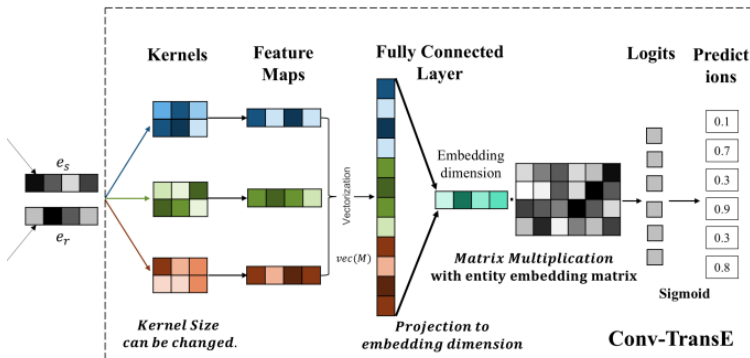 Kernels
Feature
Maps
Fully Connected
Layer
Logits
Predict
ions
e_s
e_r
Vectorization
vec(M)
Embedding
dimension
0.1
0.7
0.3
0.9
0.3
0.8
Matrix Multiplication
with entity embedding matrix
Sigmoid
Kernel Size
can be changed.
Projection to
embedding dimension
Conv-TransE